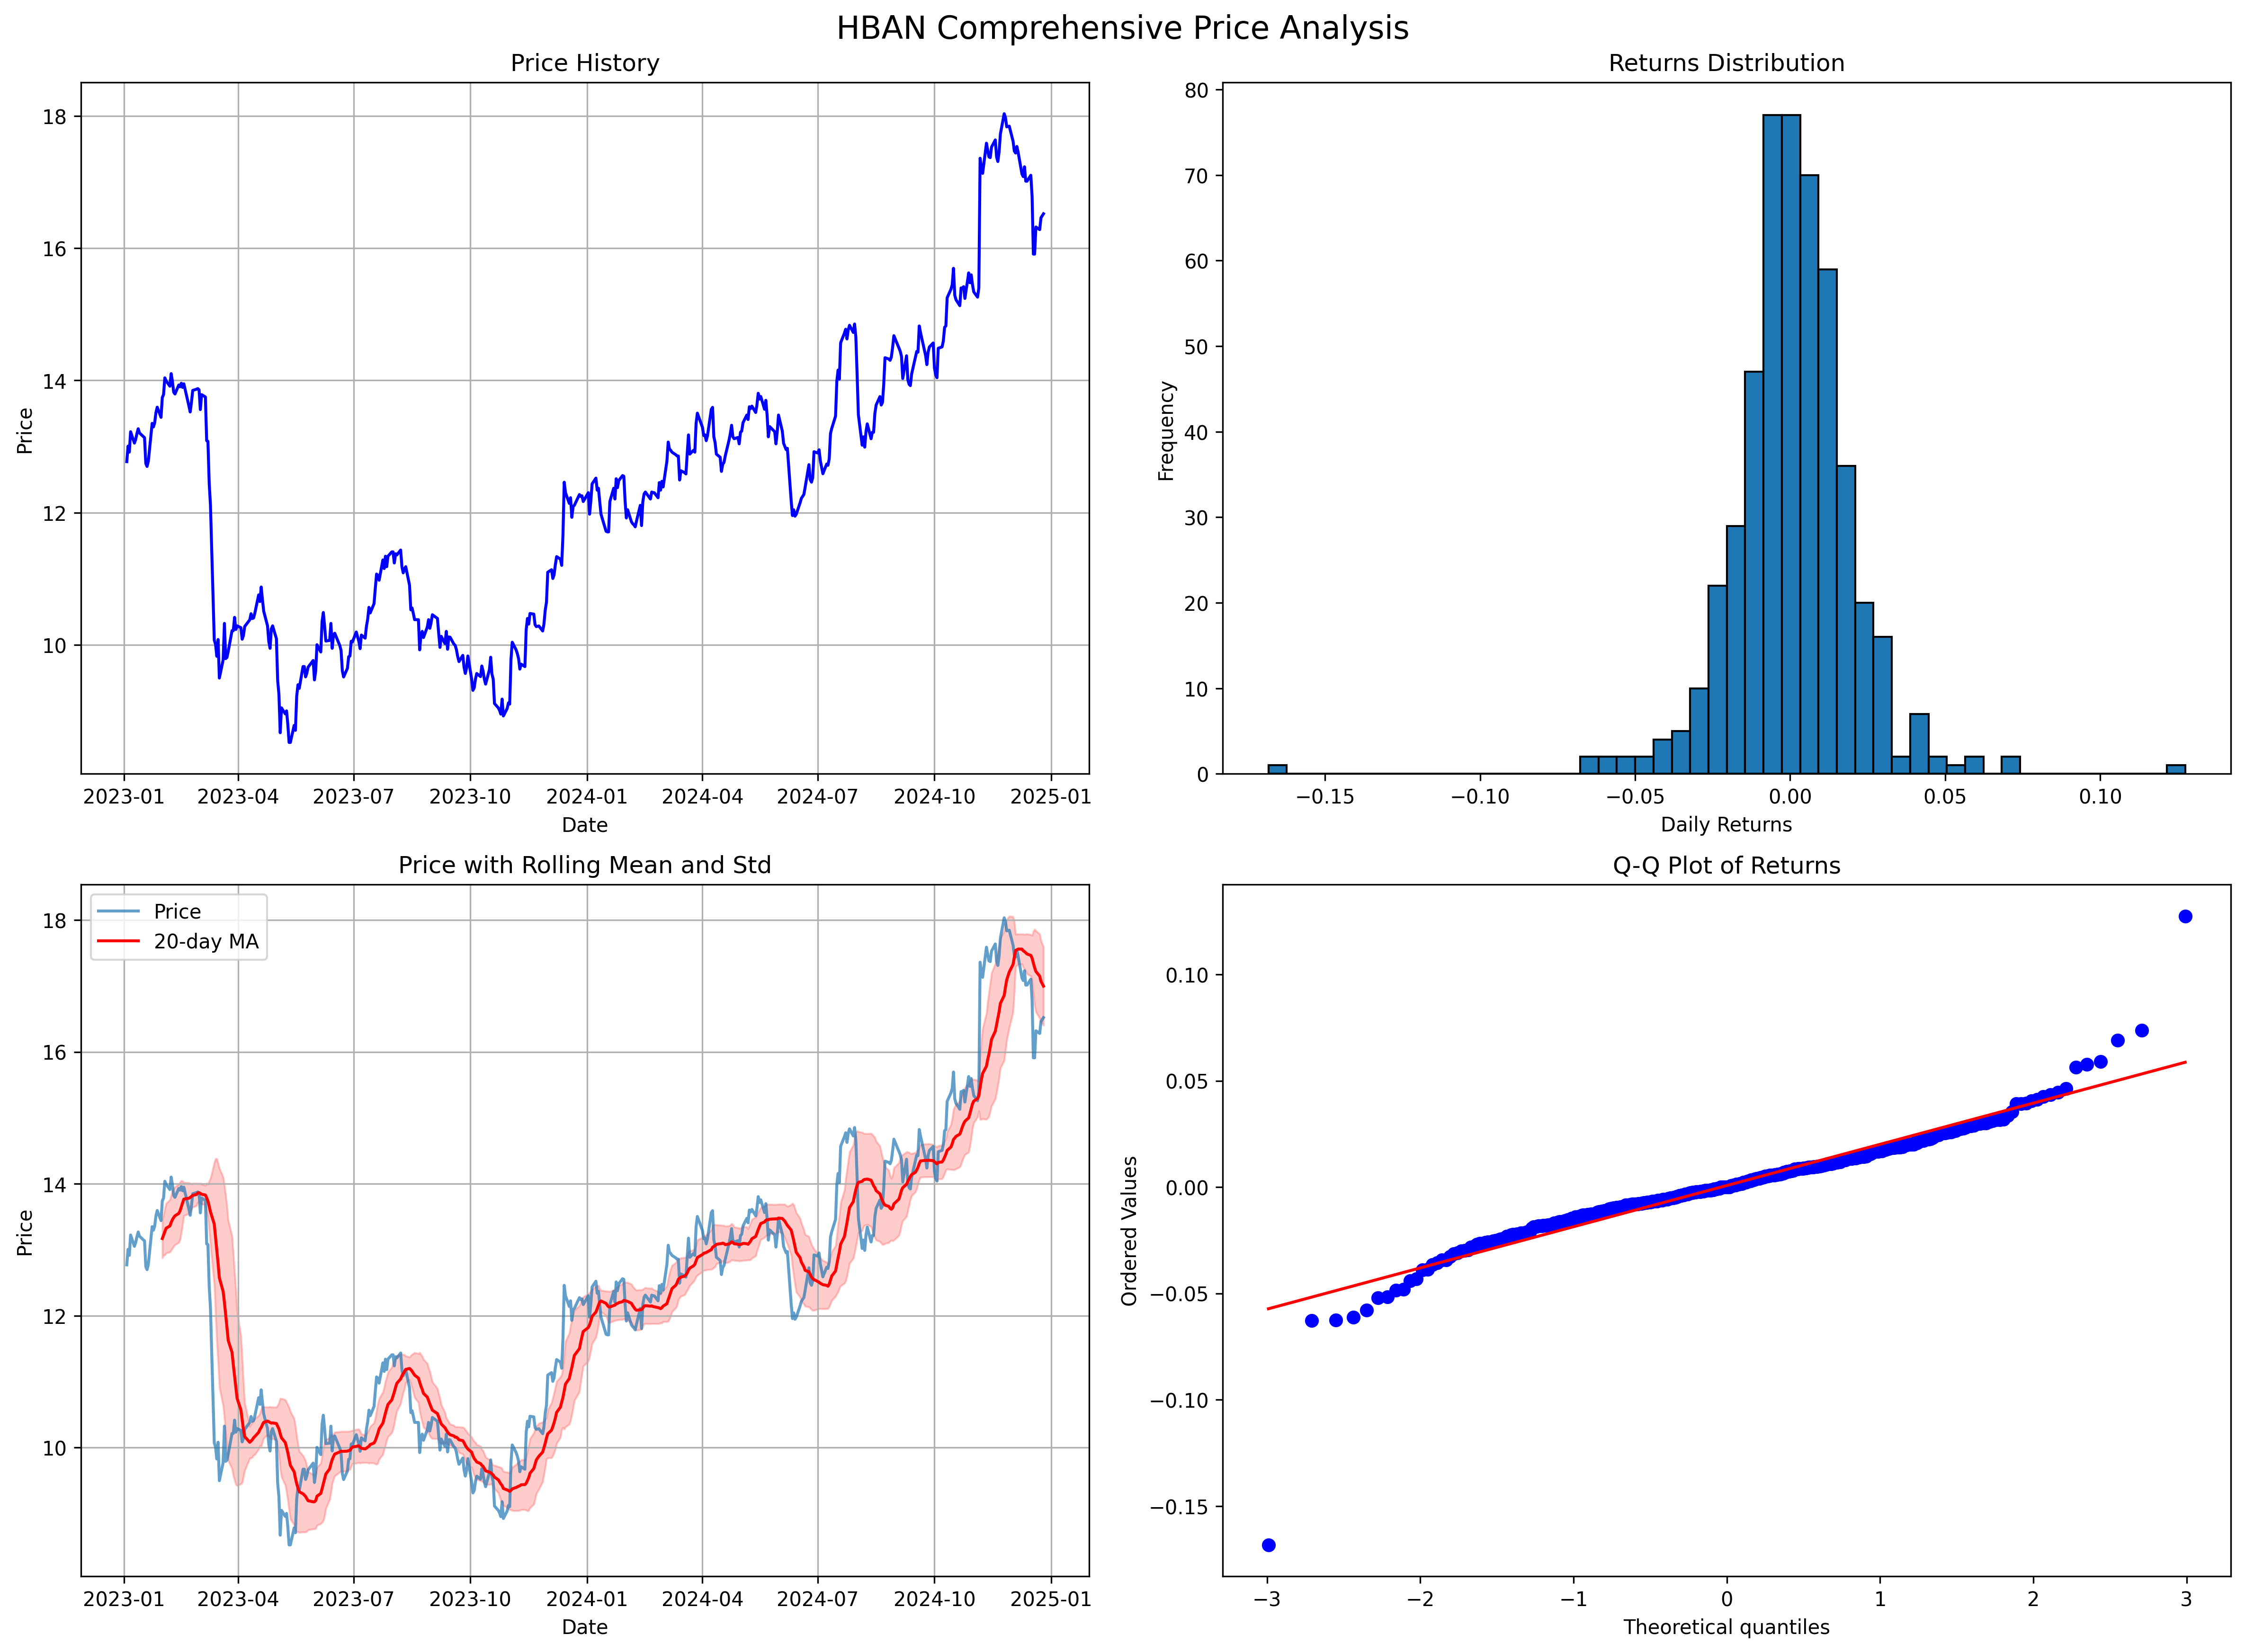 HBAN Comprehensive Price Analysis
Price History
18
16
14
12
10
Price
2023-01 2023-04 2023-07 2023-10 2024-01 2024-04 2024-07 2024-10 2025-01
Date
Returns Distribution
80
70
60
50
40
30
20
10
0
Frequency
−0.15 −0.10 −0.05 0.00 0.05 0.10
Daily Returns
Price with Rolling Mean and Std
Price
20-day MA
18
16
14
12
10
Price
2023-01 2023-04 2023-07 2023-10 2024-01 2024-04 2024-07 2024-10 2025-01
Date
Q-Q Plot of Returns
0.10
0.05
0.00
−0.05
−0.10
−0.15
Ordered Values
−3 −2 −1 0 1 2 3
Theoretical quantiles